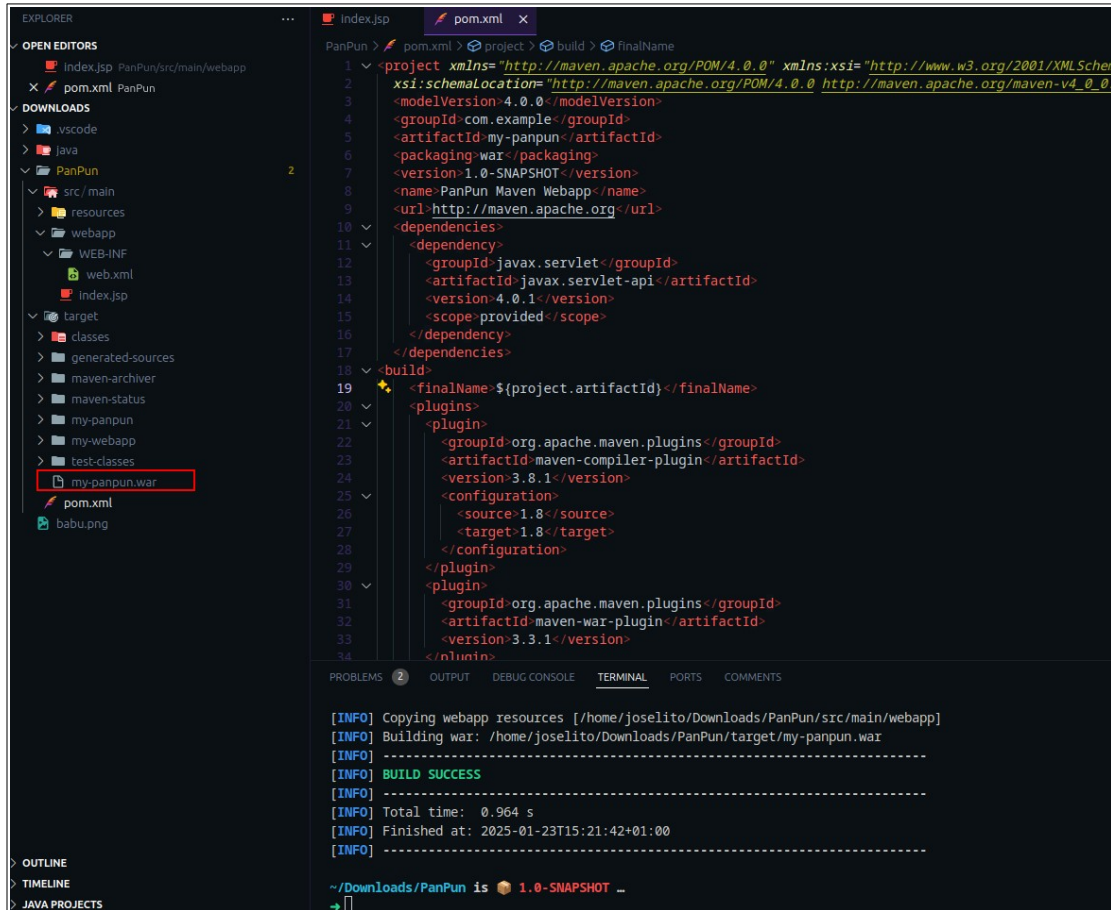 EXPLORER
OPEN EDITORS
index.jsp PanPun/src/main/webapp
pom.xml PanPun
DOWNLOADS
.vscode
java
PanPun 2
src/main
resources
webapp
WEB-INF
web.xml
index.jsp
target
classes
generated-sources
maven-archiver
maven-status
my-panpun
my-webapp
test-classes
my-panpun.war
pom.xml
babu.png
OUTLINE
TIMELINE
JAVA PROJECTS
index.jsp pom.xml
PanPun > pom.xml > project > build > finalName
1 <project xmlns="http://maven.apache.org/POM/4.0.0" xmlns:xsi="http://www.w3.org/2001/XMLSchem
2 xsi:schemaLocation="http://maven.apache.org/POM/4.0.0 http://maven.apache.org/maven-v4_0_0
3 <modelVersion>4.0.0</modelVersion>
4 <groupId>com.example</groupId>
5 <artifactId>my-panpun</artifactId>
6 <packaging>war</packaging>
7 <version>1.0-SNAPSHOT</version>
8 <name>PanPun Maven Webapp</name>
9 <url>http://maven.apache.org</url>
10 <dependencies>
11 <dependency>
12 <groupId>javax.servlet</groupId>
13 <artifactId>javax.servlet-api</artifactId>
14 <version>4.0.1</version>
15 <scope>provided</scope>
16 </dependency>
17 </dependencies>
18 <build>
19 <finalName>${project.artifactId}</finalName>
20 <plugins>
21 <plugin>
22 <groupId>org.apache.maven.plugins</groupId>
23 <artifactId>maven-compiler-plugin</artifactId>
24 <version>3.8.1</version>
25 <configuration>
26 <source>1.8</source>
27 <target>1.8</target>
28 </configuration>
29 </plugin>
30 <plugin>
31 <groupId>org.apache.maven.plugins</groupId>
32 <artifactId>maven-war-plugin</artifactId>
33 <version>3.3.1</version>
34 </plugin>
PROBLEMS 2 OUTPUT DEBUG CONSOLE TERMINAL PORTS COMMENTS
[INFO] Copying webapp resources [/home/joselito/Downloads/PanPun/src/main/webapp]
[INFO] Building war: /home/joselito/Downloads/PanPun/target/my-panpun.war
[INFO] ------------------------------------------------------------------------
[INFO] BUILD SUCCESS
[INFO] ------------------------------------------------------------------------
[INFO] Total time:  0.964 s
[INFO] Finished at: 2025-01-23T15:21:42+01:00
[INFO] ------------------------------------------------------------------------
~/Downloads/PanPun is 📦 1.0-SNAPSHOT …
➜